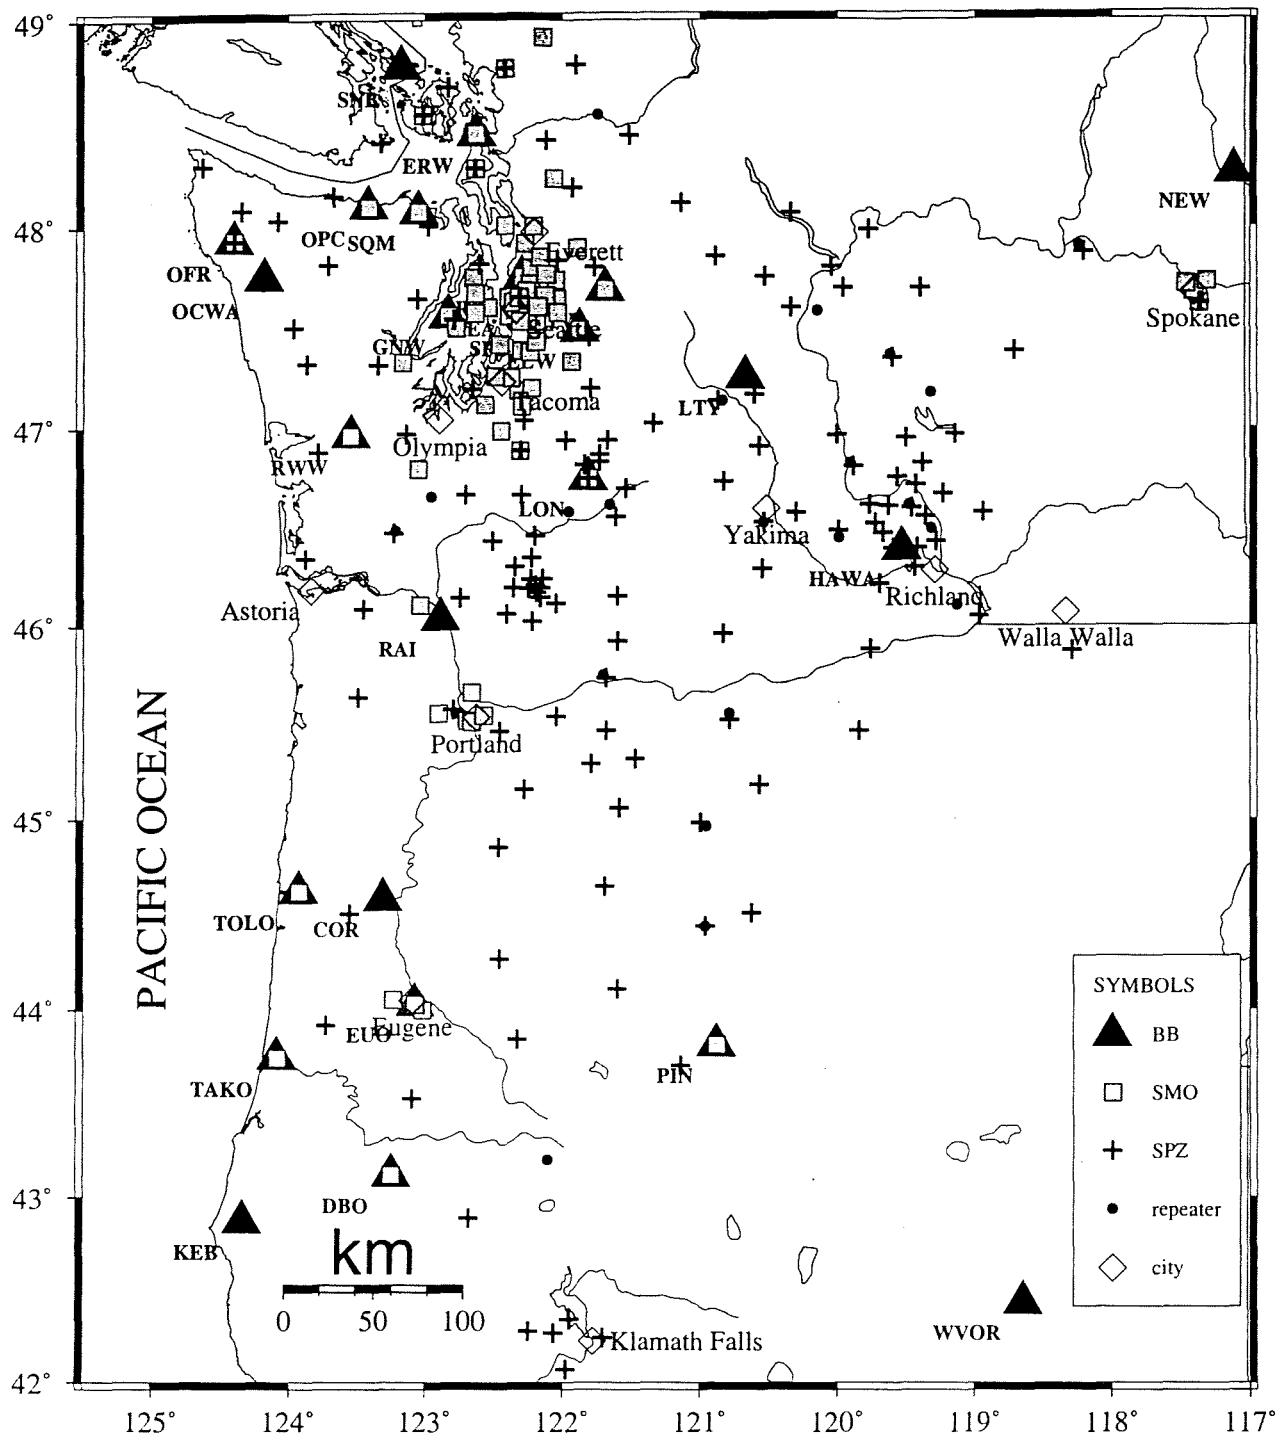 49°
SNB
ERW
NEW
48°
OPC SQM
Everett
OFR
OCWA
Spokane
GNW
Seattle
LTY
Tacoma
47°
Olympia
RWW
LON
Yakima
HAWA
Richland
Astoria
46°
RAI
Walla Walla
PACIFIC OCEAN
Portland
45°
TOLO
COR
44°
EUO
Eugene
TAKO
PIN
43°
DBO
KEB
km
0 50 100
WVOR
Klamath Falls
42°
SYMBOLS
BB
SMO
SPZ
repeater
city
125° 124° 123° 122° 121° 120° 119° 118° 117°